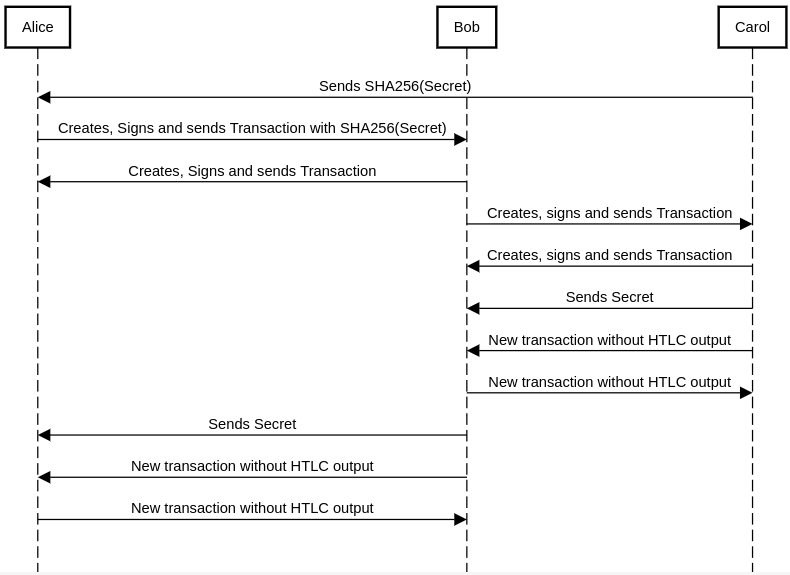 Alice
Bob
Carol
Sends SHA256(Secret)
Creates, Signs and sends Transaction with SHA256(Secret)
Creates, Signs and sends Transaction
Creates, signs and sends Transaction
Creates, signs and sends Transaction
Sends Secret
New transaction without HTLC output
New transaction without HTLC output
Sends Secret
New transaction without HTLC output
New transaction without HTLC output